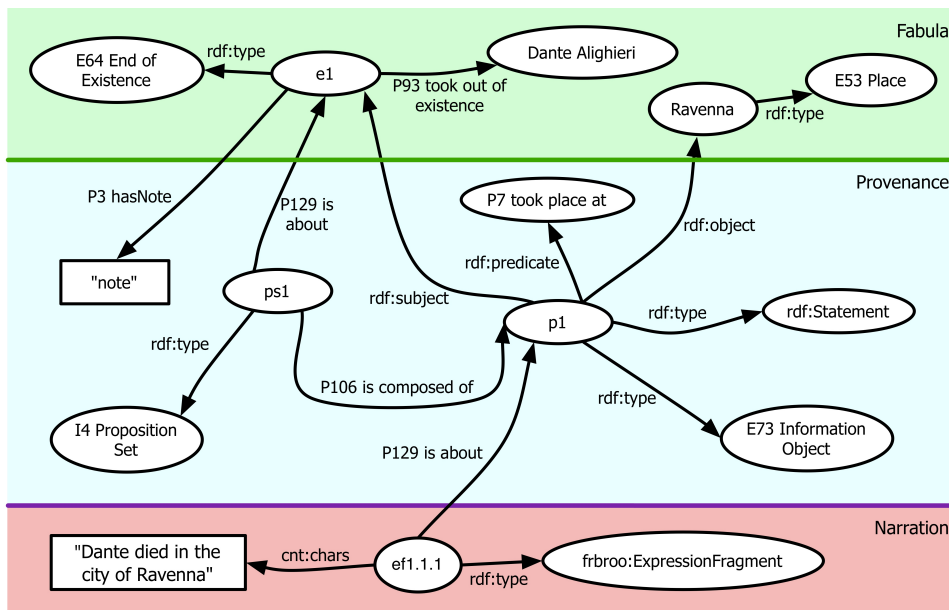 Fabula
rdf:type
E64 End of
Existence
e1
Dante Alighieri
P93 took out of
existence
E53 Place
Ravenna
rdf:type
Provenance
P3 hasNote
P129 is
about
P7 took place at
rdf:object
rdf:predicate
"note"
ps1
rdf:subject
p1
rdf:type
rdf:Statement
rdf:type
P106 is composed of
rdf:type
I4 Proposition
Set
E73 Information
Object
P129 is about
Narration
"Dante died in the
city of Ravenna"
cnt:chars
ef1.1.1
rdf:type
frbroo:ExpressionFragment